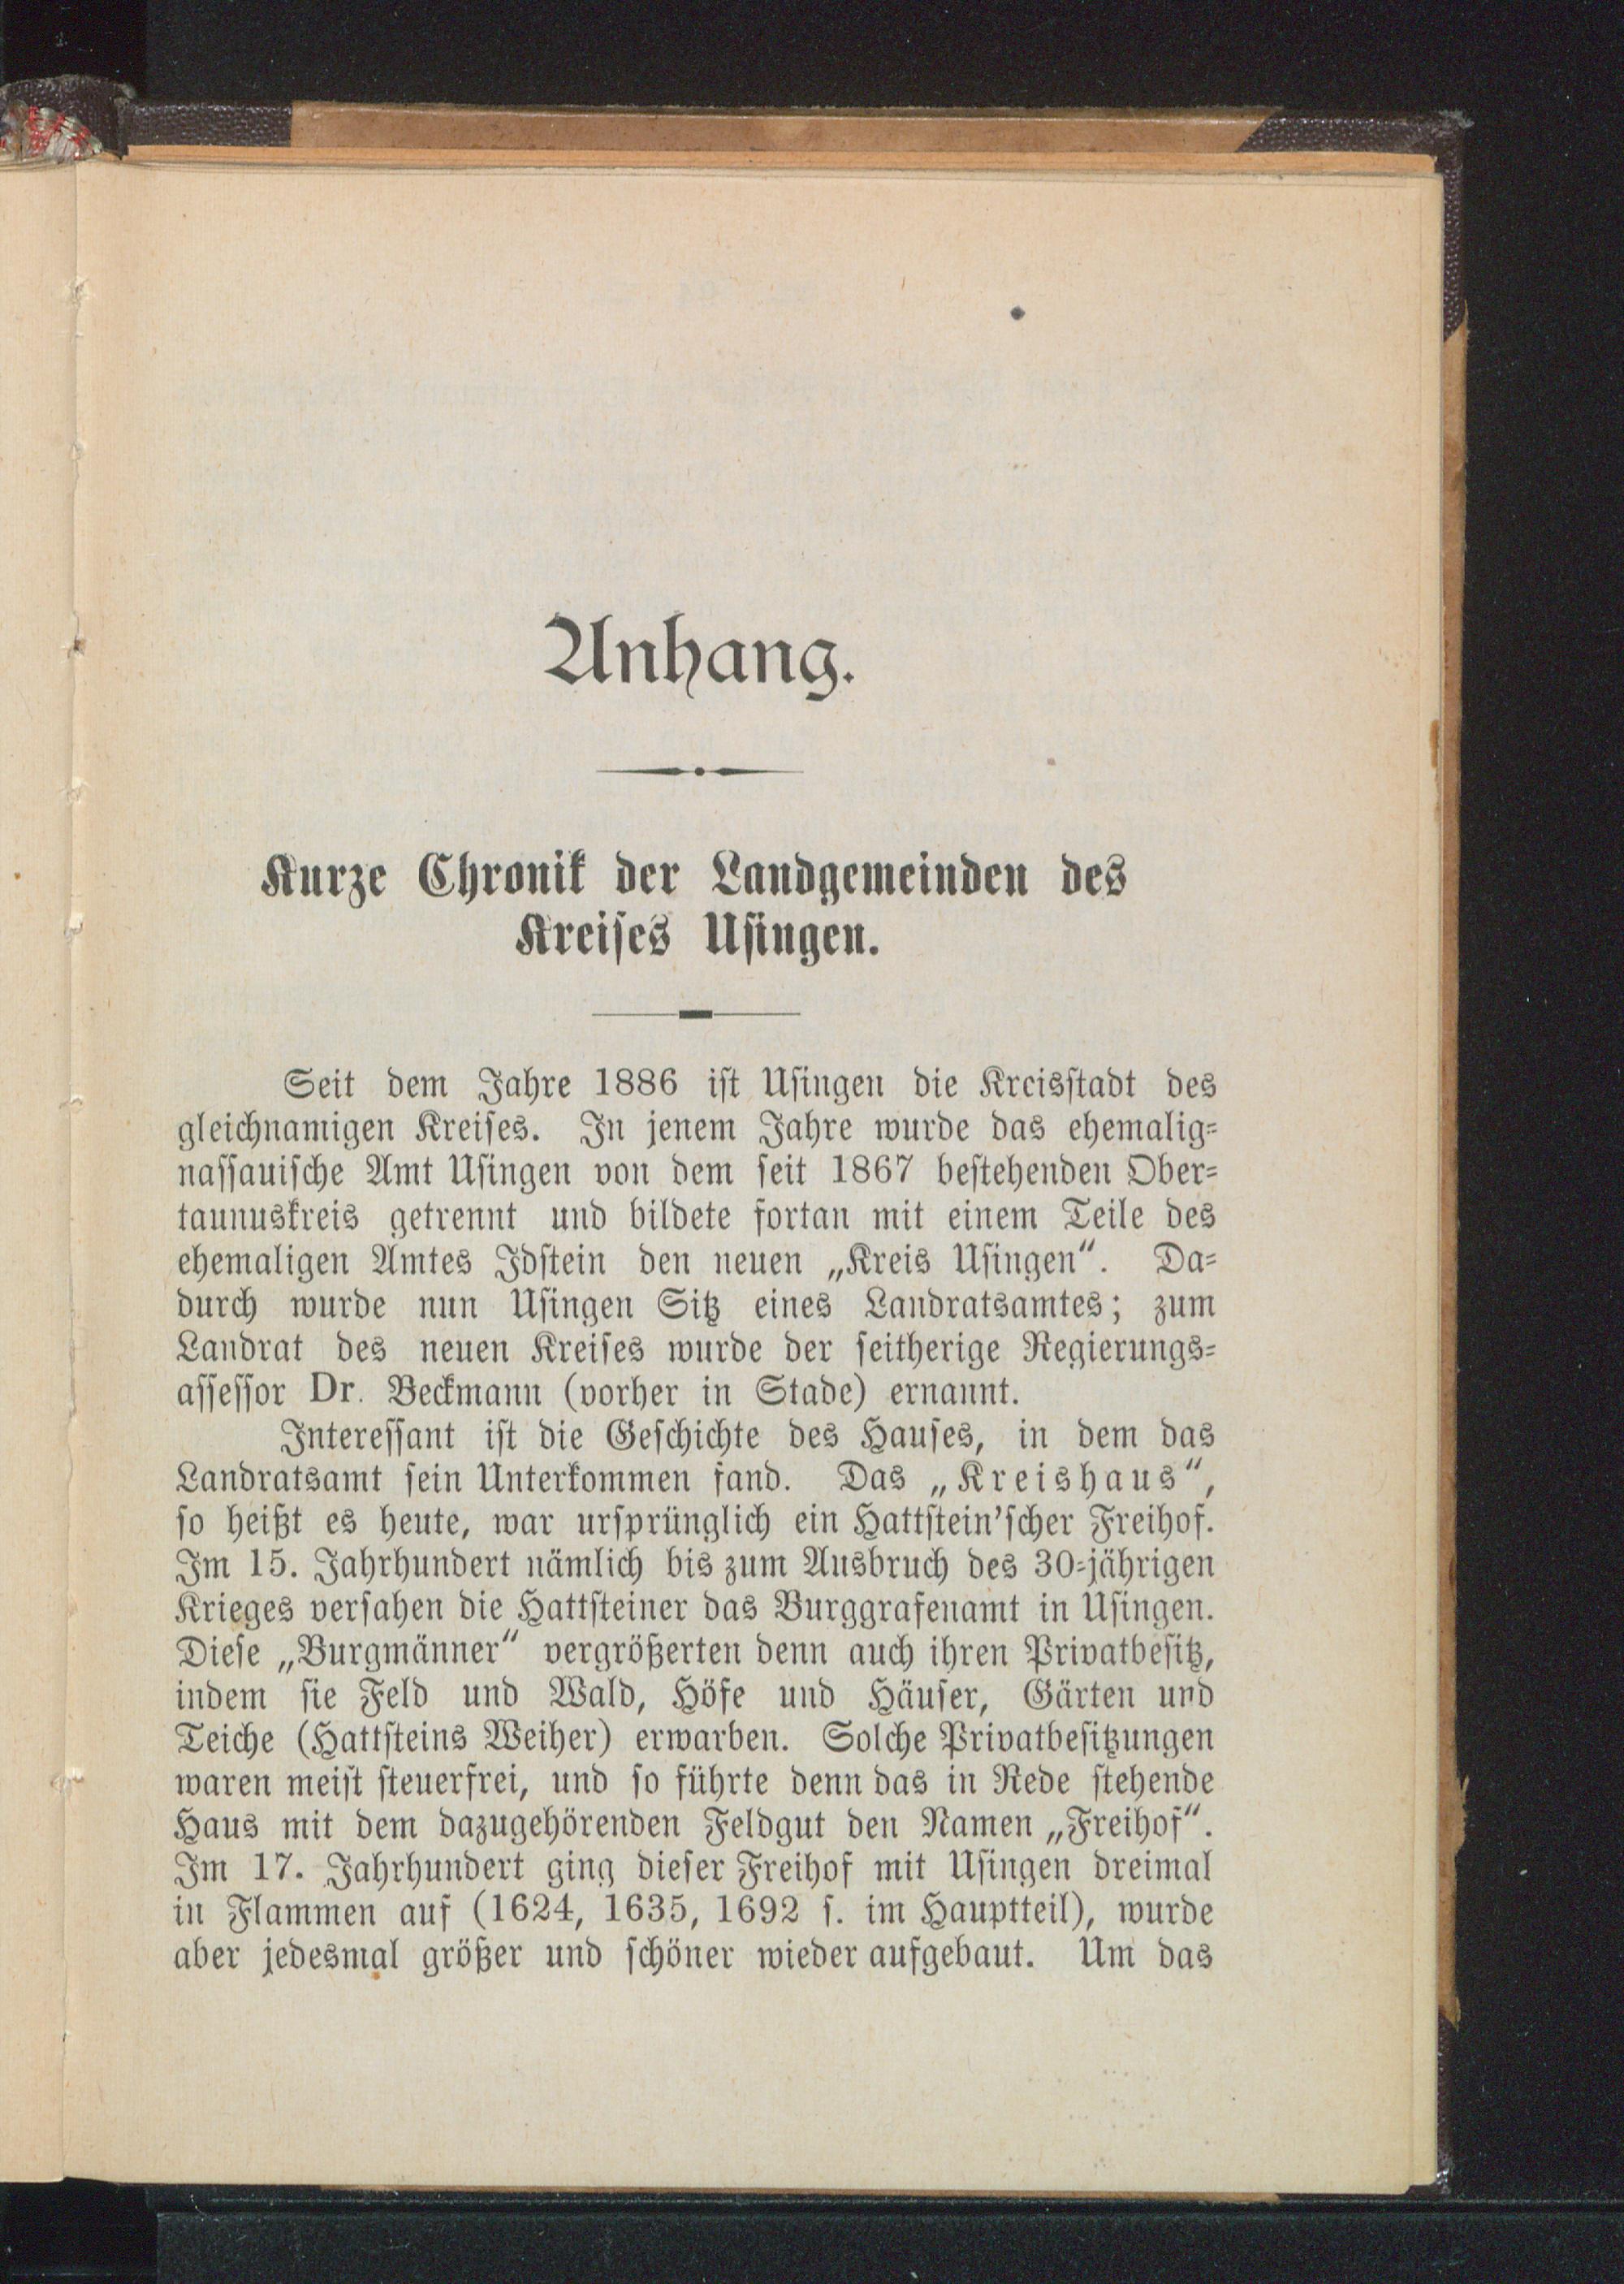 Anhang.
Kurze Chronik der Landgemeinden des
Kreises Usingen.
Seit dem Jahre 1886 ist Usingen die Kreisstadt des
gleichnamigen Kreises. In jenem Jahre wurde das ehemalig-
nassauische Amt Usingen von dem seit 1867 bestehenden Ober-
taunuskreis getrennt und bildete fortan mit einem Teile des
ehemaligen Amtes Idstein den neuen „Kreis Usingen“. Da-
durch wurde nun Usingen Sitz eines Landratsamtes; zum
Landrat des neuen Kreises wurde der seitherige Regierungs-
assessor Dr. Beckmann (vorher in Stade) ernannt.
Interessant ist die Geschichte des Hauses, in dem das
Landratsamt sein Unterkommen fand. Das „Kreishaus“,
so heißt es heute, war ursprünglich ein Hattstein'scher Freihof.
Im 15. Jahrhundert nämlich bis zum Ausbruch des 30-jährigen
Krieges versahen die Hattsteiner das Burggrafenamt in Usingen.
Diese „Burgmänner“ vergrößerten denn auch ihren Privatbesitz,
indem sie Feld und Wald, Höfe und Häuser, Gärten und
Teiche (Hattsteins Weiher) erwarben. Solche Privatbesitzungen
waren meist steuerfrei, und so führte denn das in Rede stehende
Haus mit dem dazugehörenden Feldgut den Namen „Freihof“.
Im 17. Jahrhundert ging dieser Freihof mit Usingen dreimal
in Flammen auf (1624, 1635, 1692 s. im Hauptteil), wurde
aber jedesmal größer und schöner wieder aufgebaut. Um das